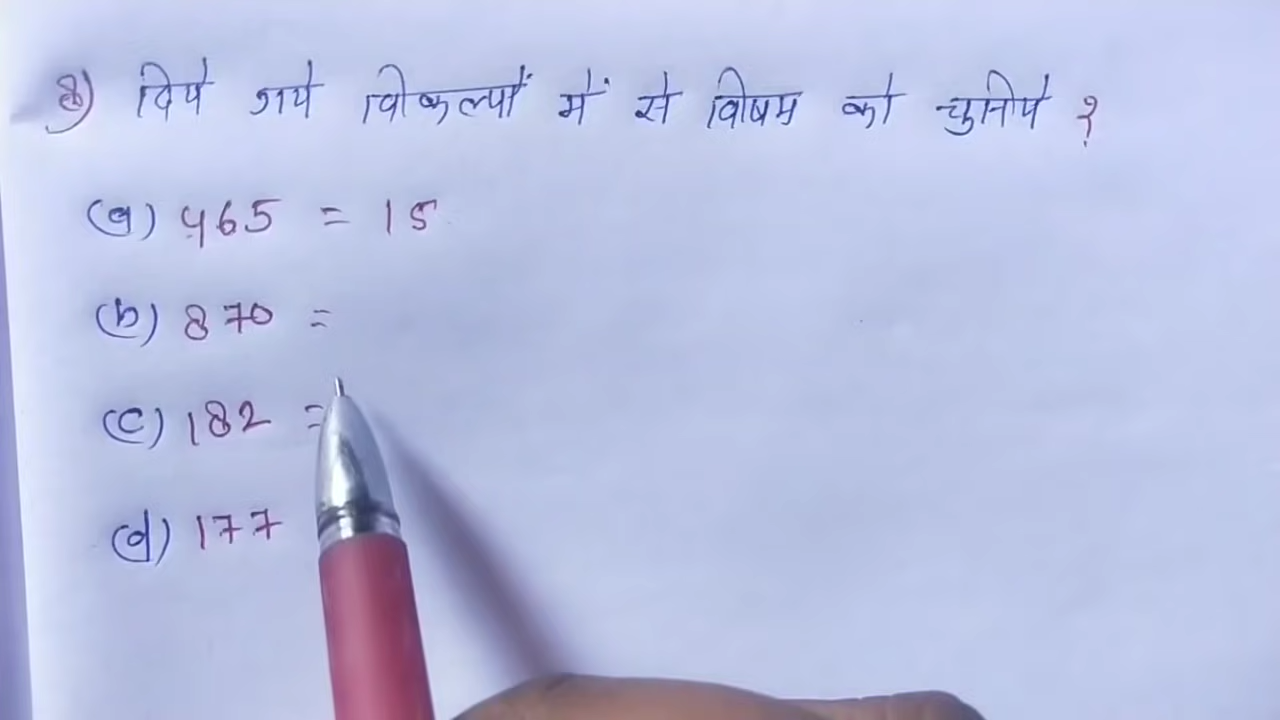 8) दिये गये विकल्पों में से विषम को चुनिये ?
(a) 465 = 15
(b) 870 =
(c) 182 =
(d) 177